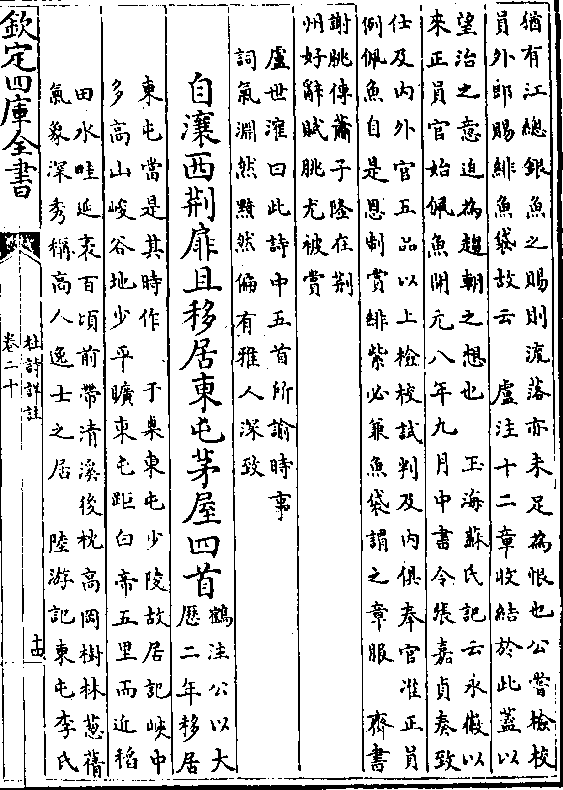 猶有江總銀魚之賜則流落亦未足為恨也公嘗檢校
員外郎賜緋魚袋故云　盧注十二章收結於此蓋以
望治之意迫為趨朝之想也　玉海蘇氏記云永徽以
來正員官始佩魚開元八年九月中書令張嘉貞奏致
仕及内外官五品以上檢校試判及内俱奉官准正員
例佩魚自是恩制賞緋紫必兼魚袋謂之章服　齊書
謝朓傳蕭子隆在荆
州好辭賦朓尤被賞
盧世㴶曰此詩中五首所諭時事
詞氣淵然黯然偏有雅人深致
自瀼西荆扉且移居東屯茅屋四首
鶴注公以大
厯二年移居
東屯當是其時作　于㮚東屯少陵故居記峽中
多高山峻谷地少平曠東屯距白帝五里而近稻
田水畦延袤百頃前帶清溪後枕高岡樹林蔥蒨
氣象深秀稱高人逸士之居　陸游記東屯李氏
欽定四庫全書
杜詩詳註
卷二十
十四